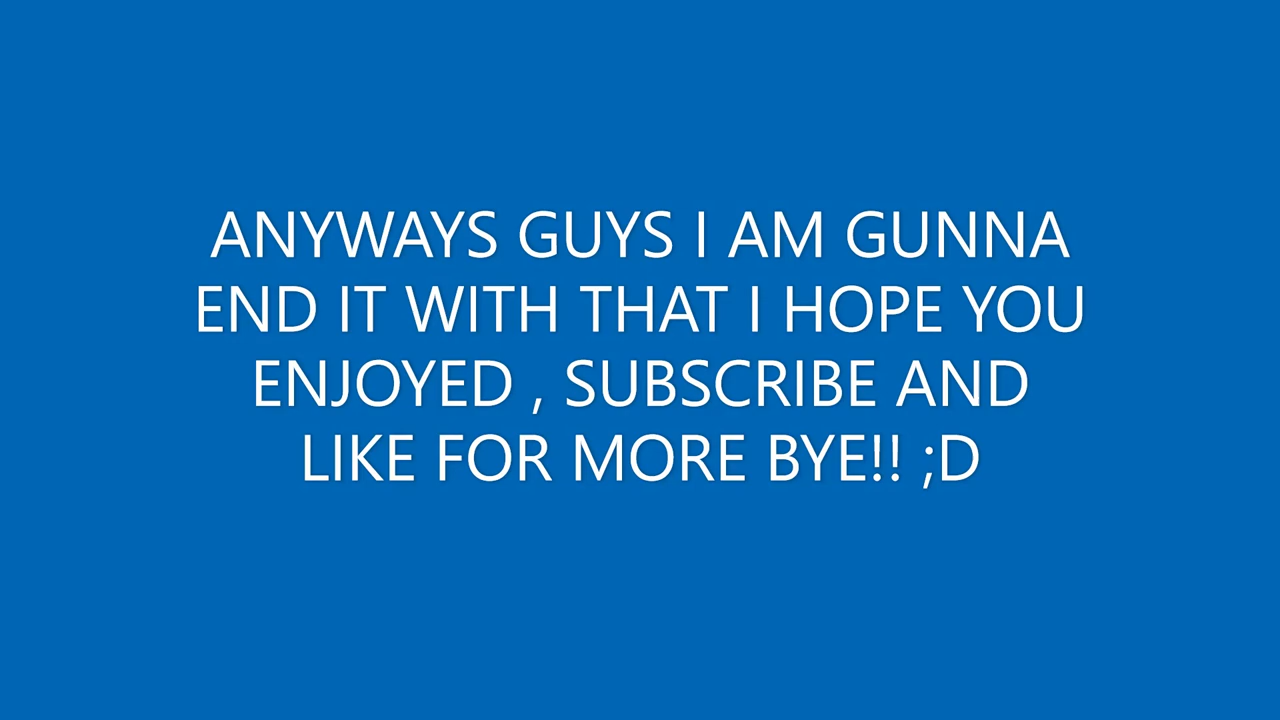 ANYWAYS GUYS I AM GUNNA
END IT WITH THAT I HOPE YOU
ENJOYED , SUBSCRIBE AND
LIKE FOR MORE BYE!! ;D